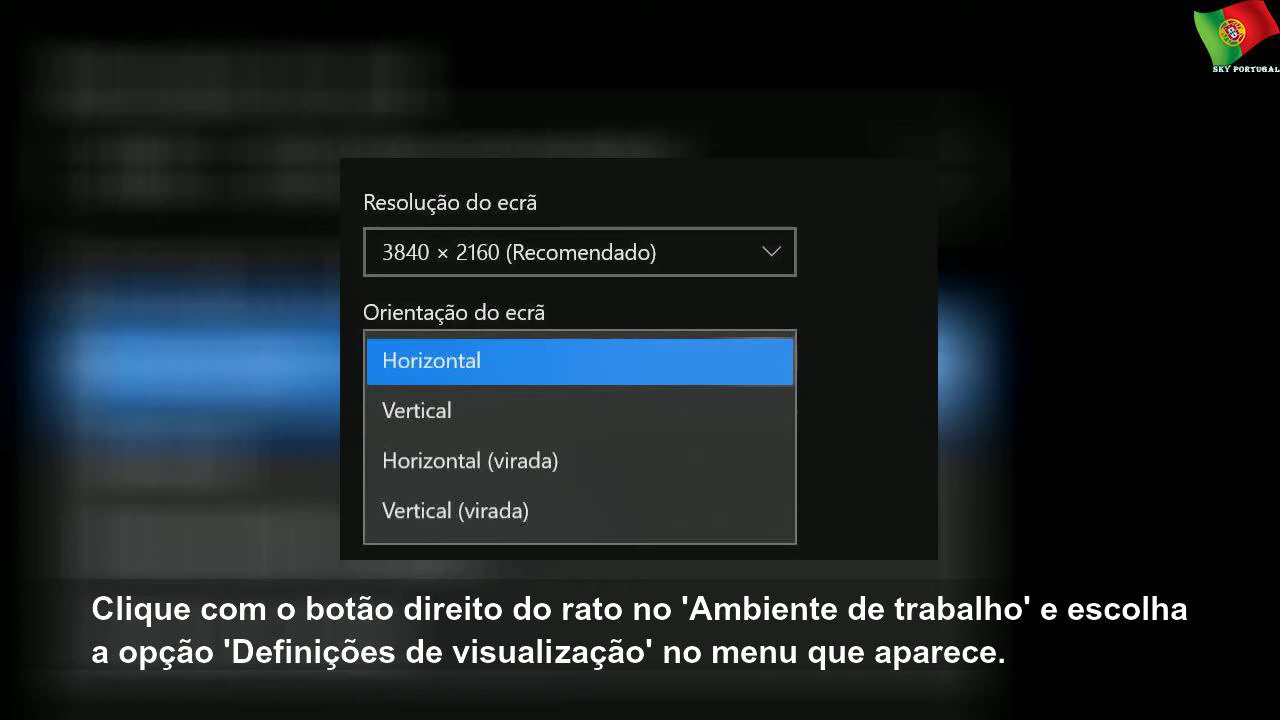 SKY PORTUGAL
Resolução do ecrã
3840 × 2160 (Recomendado)
Orientação do ecrã
Horizontal
Vertical
Horizontal (virada)
Vertical (virada)
Clique com o botão direito do rato no 'Ambiente de trabalho' e escolha
a opção 'Definições de visualização' no menu que aparece.